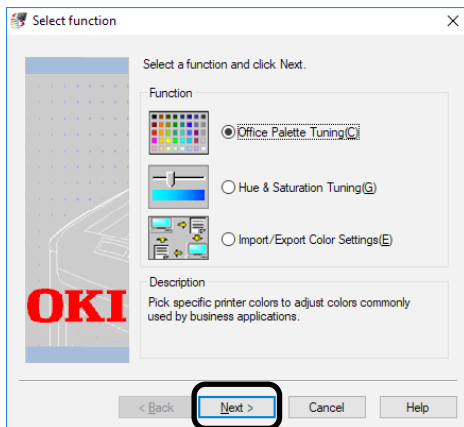 Select function
Select a function and click Next.
Function
Office Palette Tuning(C)
Hue & Saturation Tuning(G)
Import/Export Color Settings(E)
Description
Pick specific printer colors to adjust colors commonly
used by business applications.
OKI
< Back Next > Cancel Help